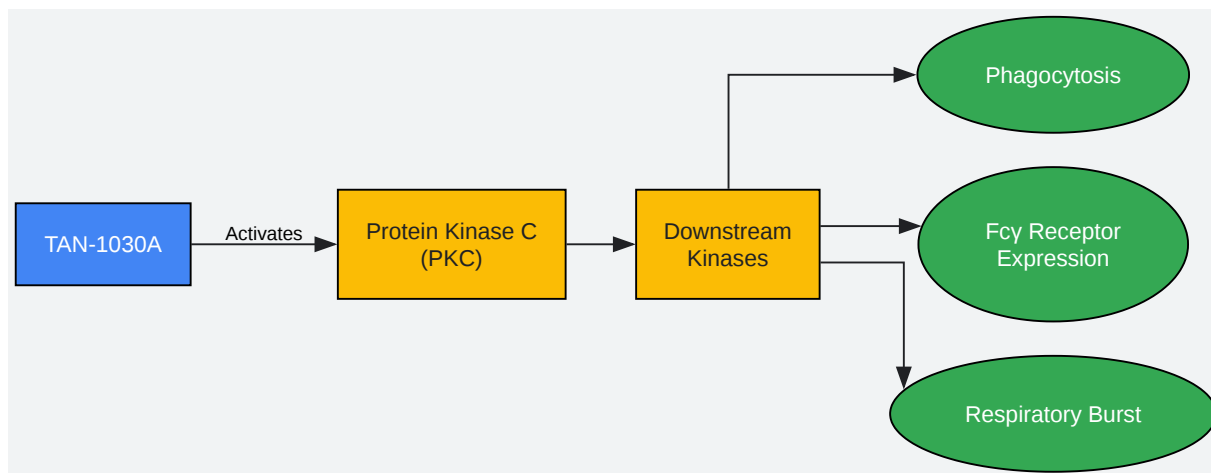 TAN-1030A
Activates
Protein Kinase C
(PKC)
Downstream
Kinases
Phagocytosis
Fcγ Receptor
Expression
Respiratory Burst